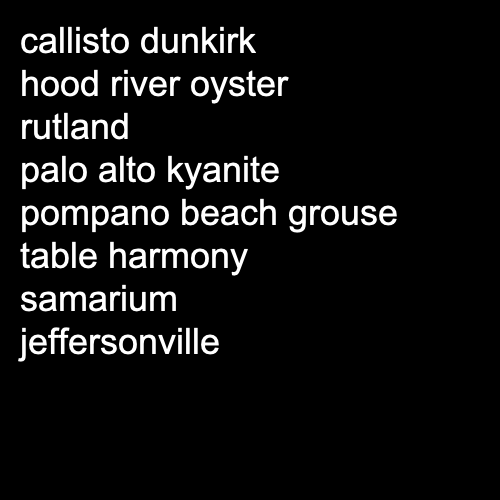 callisto dunkirk
hood river oyster
rutland
palo alto kyanite
pompano beach grouse
table harmony
samarium
jeffersonville